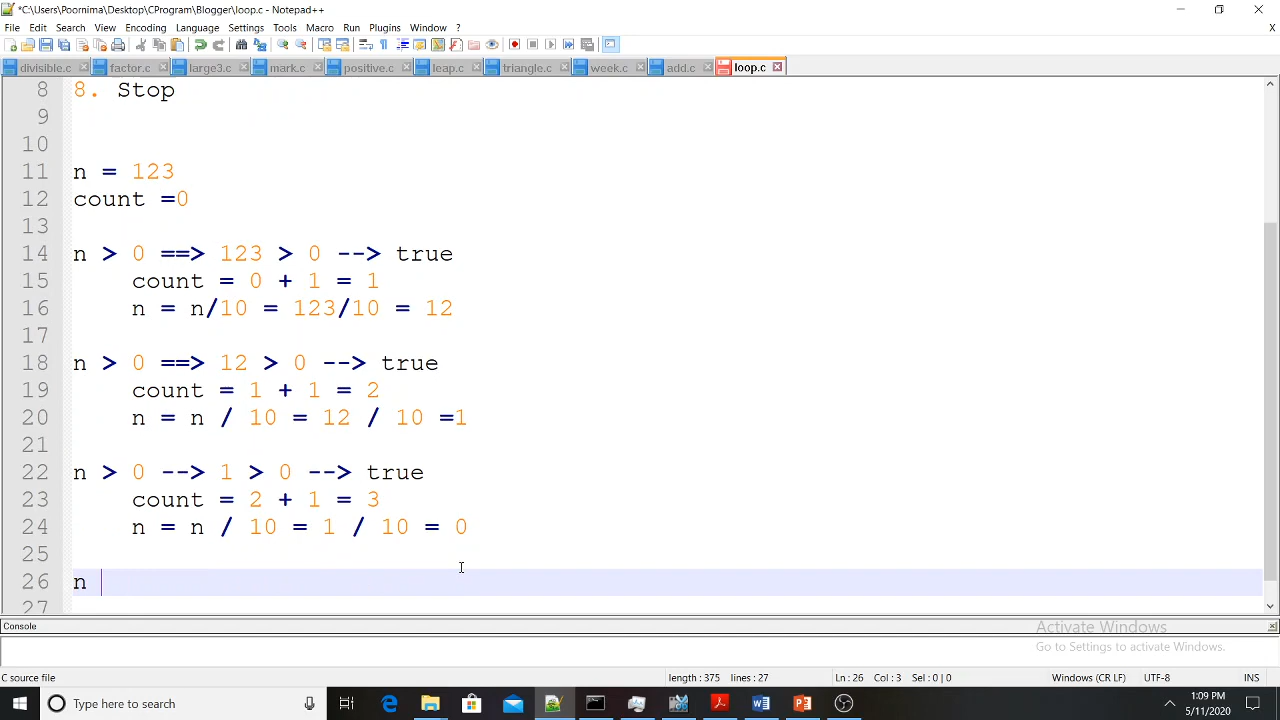 *C:\Users\Poornima\Desktop\CProgram\Blogger\loop.c - Notepad++
File Edit Search View Encoding Language Settings Tools Macro Run Plugins Window ?
X
divisible.c factor.c large3.c mark.c positive.c leap.c triangle.c week.c add.c loop.c
8 8. Stop
9
10
11 n = 123
12 count =0
13
14 n > 0 ==> 123 > 0 --> true
15 count = 0 + 1 = 1
16 n = n/10 = 123/10 = 12
17
18 n > 0 ==> 12 > 0 --> true
19 count = 1 + 1 = 2
20 n = n / 10 = 12 / 10 =1
21
22 n > 0 --> 1 > 0 --> true
23 count = 2 + 1 = 3
24 n = n / 10 = 1 / 10 = 0
25
26 n
27
Console
Activate Windows
Go to Settings to activate Windows.
C source file length : 375 lines : 27 Ln : 26 Col : 3 Sel : 0 | 0 Windows (CR LF) UTF-8 INS
Type here to search
1:09 PM
5/11/2020